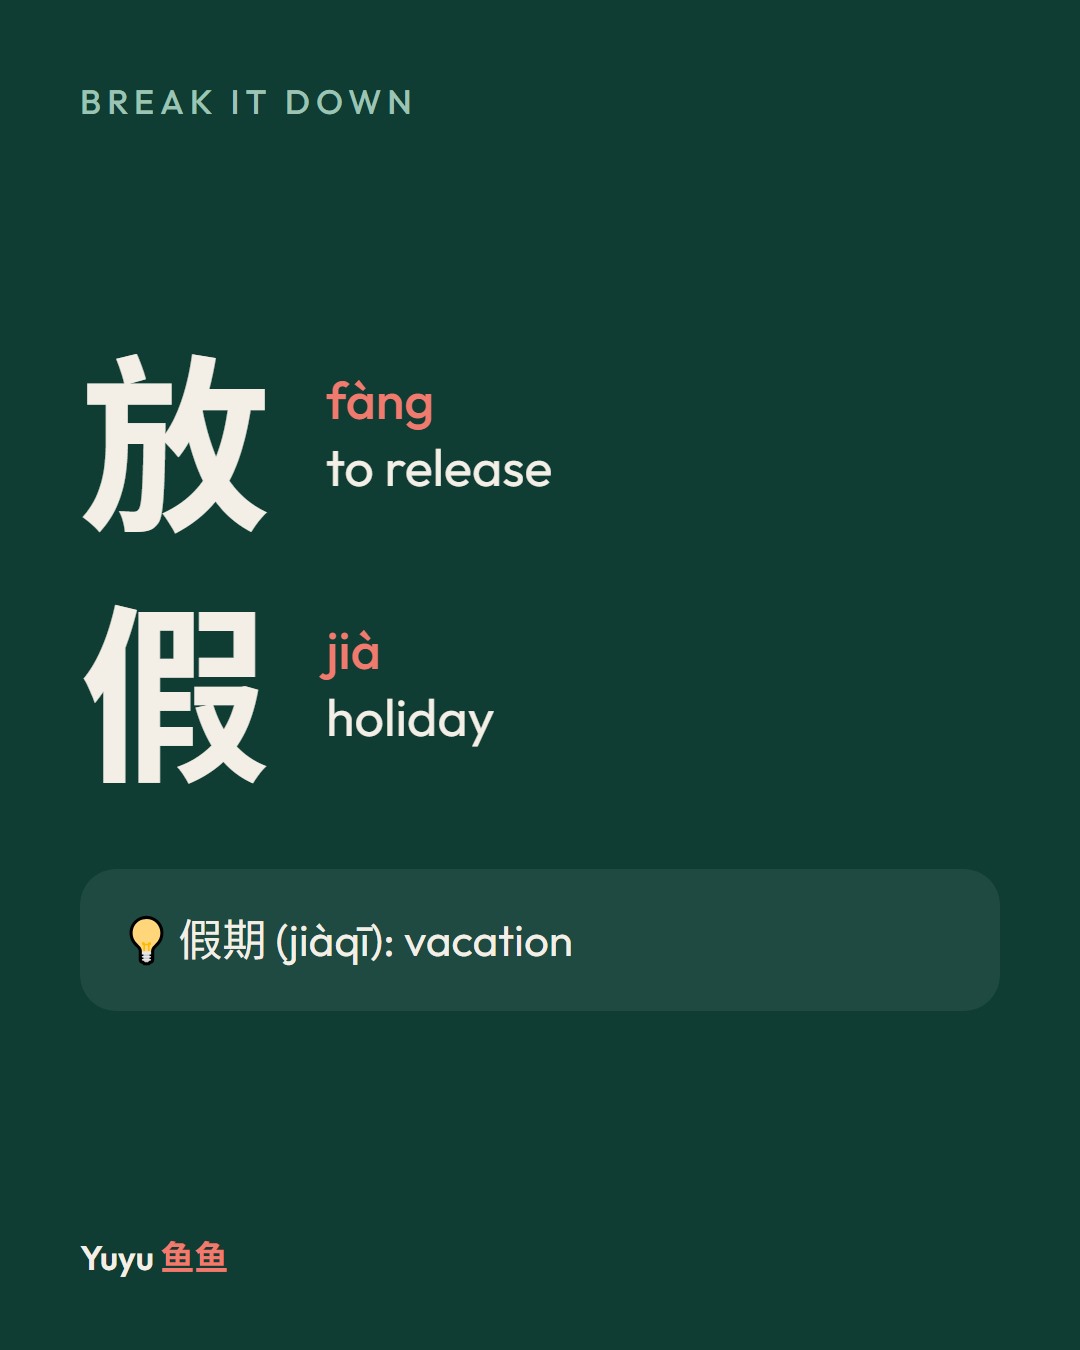 BREAK IT DOWN
放
fàng
to release
假
jià
holiday
💡 假期 (jiàqī): vacation
Yuyu 鱼鱼